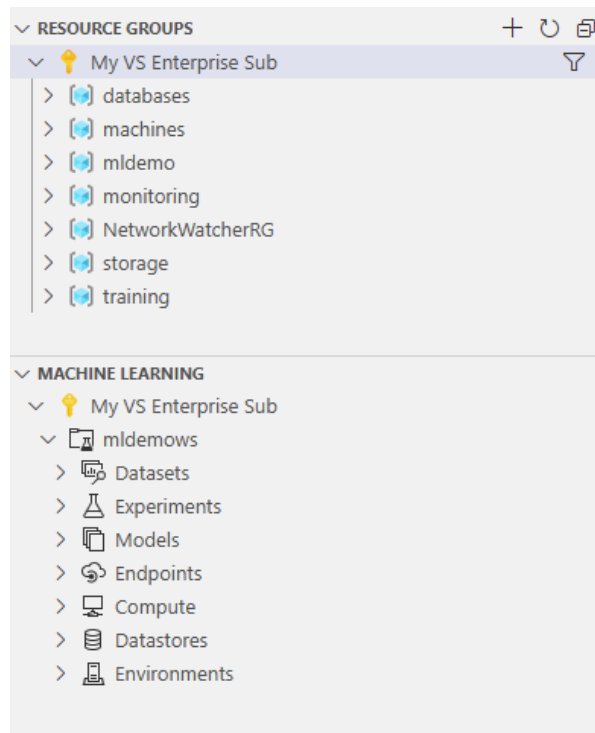 RESOURCE GROUPS
My VS Enterprise Sub
databases
machines
mldemo
monitoring
NetworkWatcherRG
storage
training
MACHINE LEARNING
My VS Enterprise Sub
mldemows
Datasets
Experiments
Models
Endpoints
Compute
Datastores
Environments